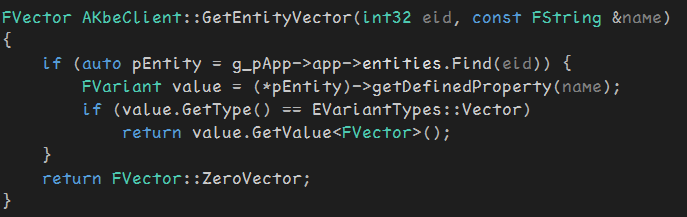 FVector AKbeClient::GetEntityVector(int32 eid, const FString &name)
{
    if (auto pEntity = g_pApp->app->entities.Find(eid)) {
        FVariant value = (*pEntity)->getDefinedProperty(name);
        if (value.GetType() == EVariantTypes::Vector)
            return value.GetValue<FVector>();
    }
    return FVector::ZeroVector;
}